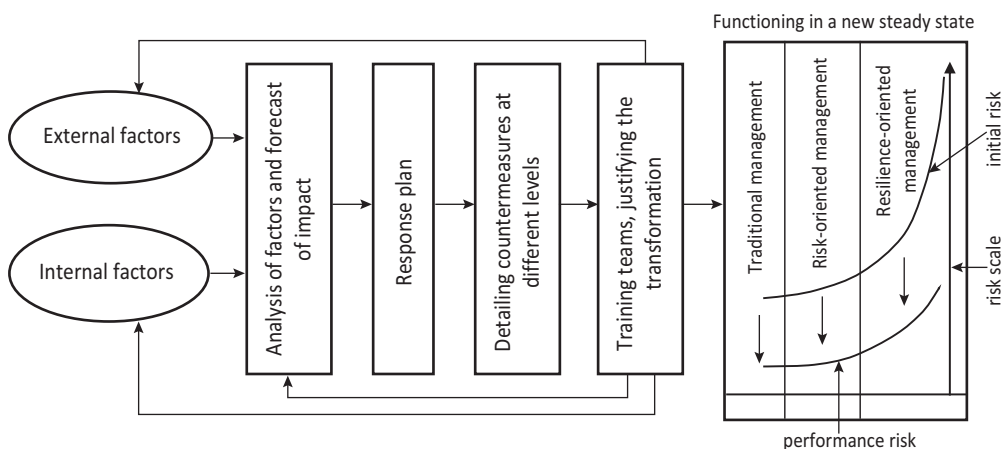 Functioning in a new steady state
External factors
Internal factors
Analysis of factors and forecast
of impact
Response plan
Detailing countermeasures at
different levels
Training teams, justifying the
transformation
Traditional management
Risk-oriented management
Resilience-oriented
management
initial risk
risk scale
performance risk